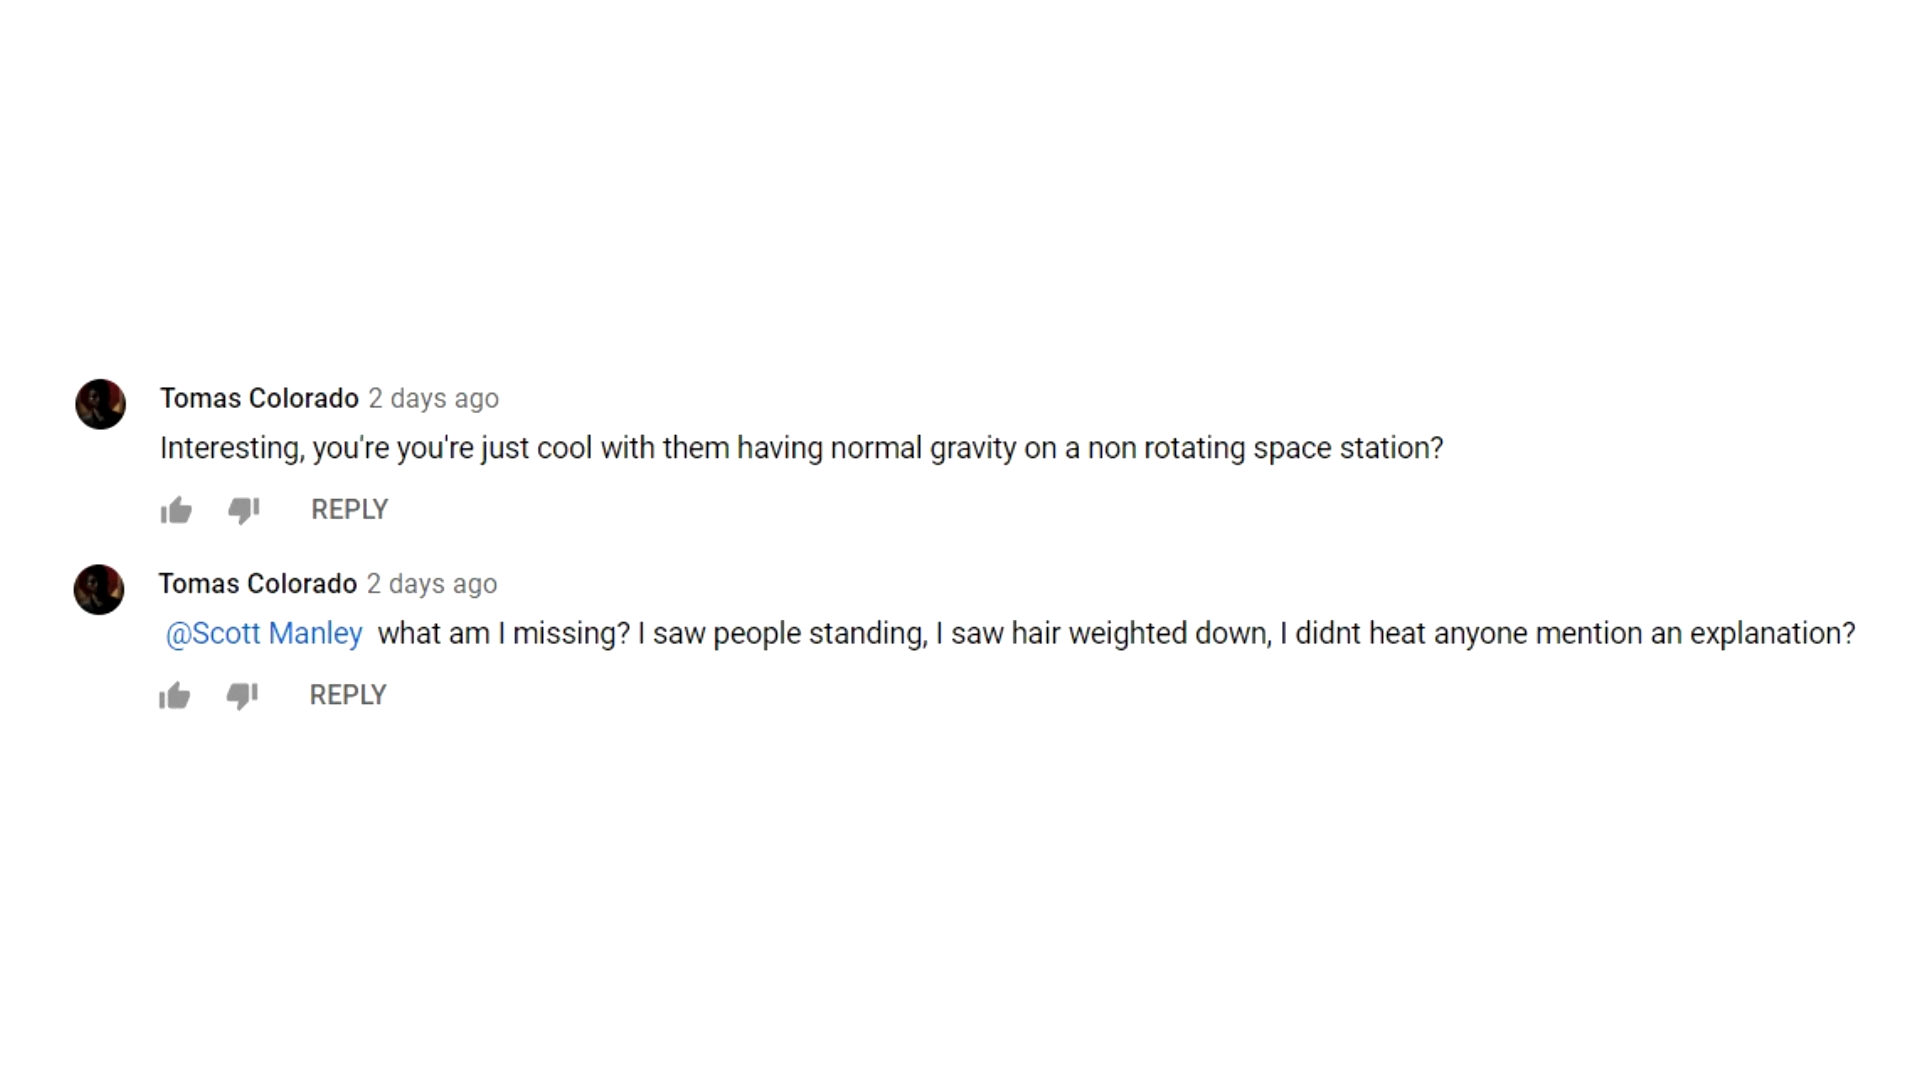 Tomas Colorado 2 days ago
Interesting, you're you're just cool with them having normal gravity on a non rotating space station?
REPLY
Tomas Colorado 2 days ago
@Scott Manley what am I missing? I saw people standing, I saw hair weighted down, I didnt heat anyone mention an explanation?
REPLY